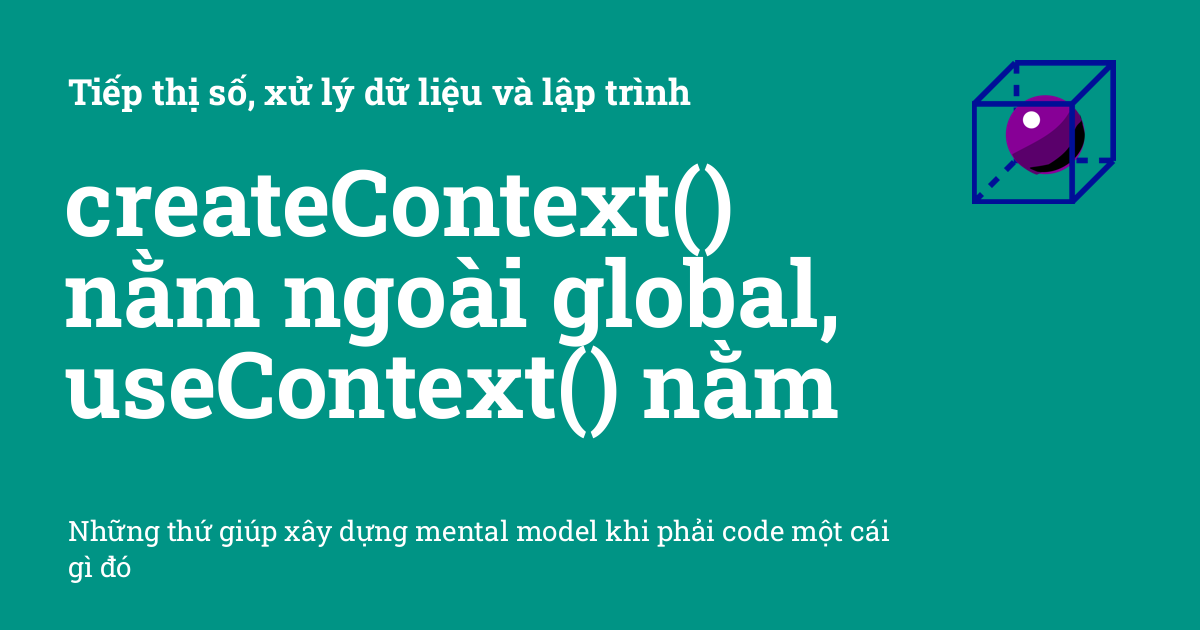 Tiếp thị số, xử lý dữ liệu và lập trình
createContext()
nằm ngoài global,
useContext() nằm
Những thứ giúp xây dựng mental model khi phải code một cái
gì đó